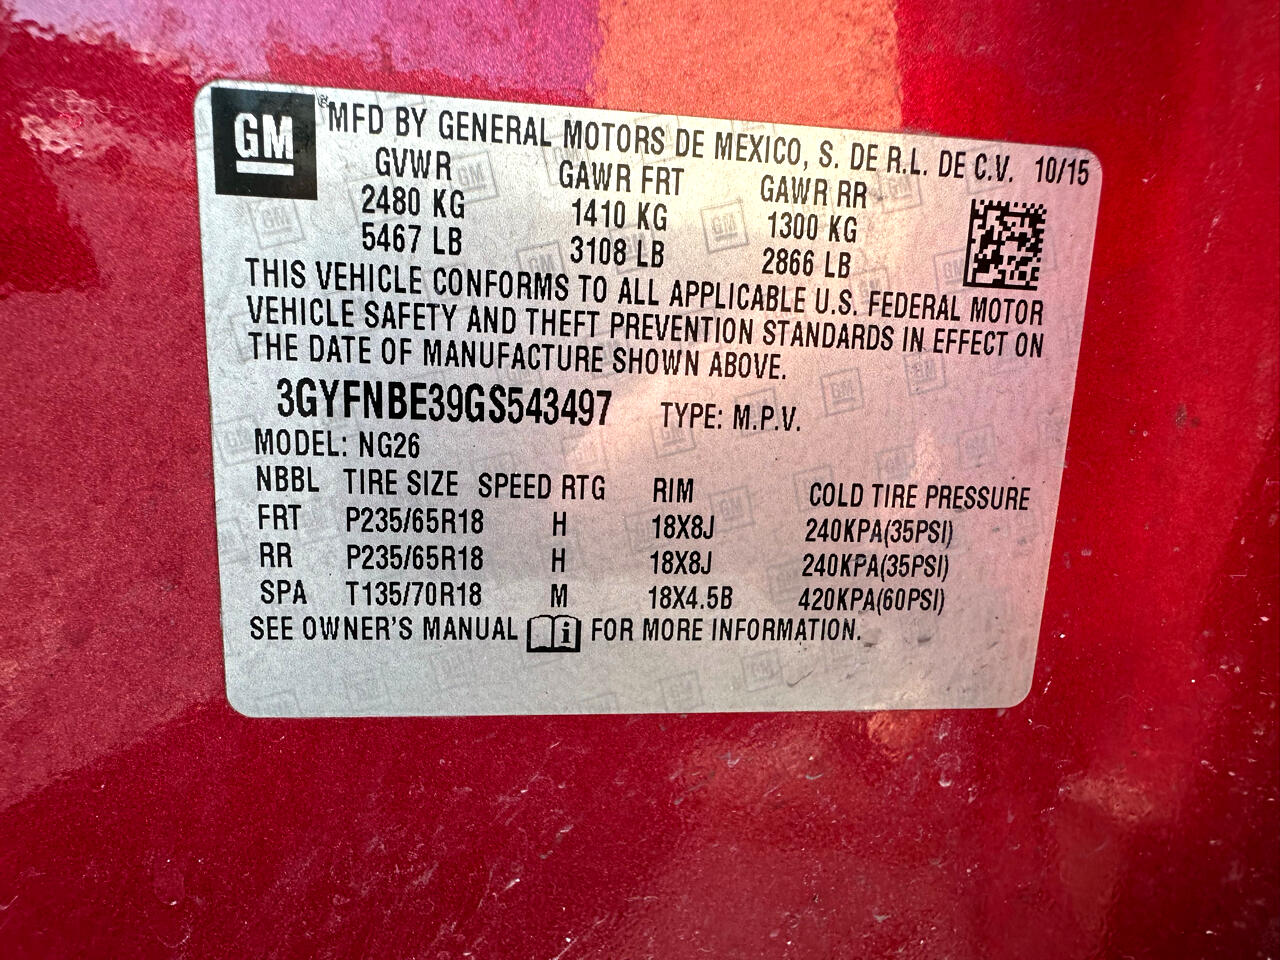 GM ® MFD BY GENERAL MOTORS DE MEXICO, S. DE R.L. DE C.V. 10/15
GVWR GAWR FRT GAWR RR
2480 KG 1410 KG 1300 KG
5467 LB 3108 LB 2866 LB
THIS VEHICLE CONFORMS TO ALL APPLICABLE U.S. FEDERAL MOTOR
VEHICLE SAFETY AND THEFT PREVENTION STANDARDS IN EFFECT ON
THE DATE OF MANUFACTURE SHOWN ABOVE.
3GYFNBE39GS543497 TYPE: M.P.V.
MODEL: NG26
NBBL TIRE SIZE SPEED RTG RIM COLD TIRE PRESSURE
FRT P235/65R18 H 18X8J 240KPA(35PSI)
RR P235/65R18 H 18X8J 240KPA(35PSI)
SPA T135/70R18 M 18X4.5B 420KPA(60PSI)
SEE OWNER'S MANUAL i FOR MORE INFORMATION.